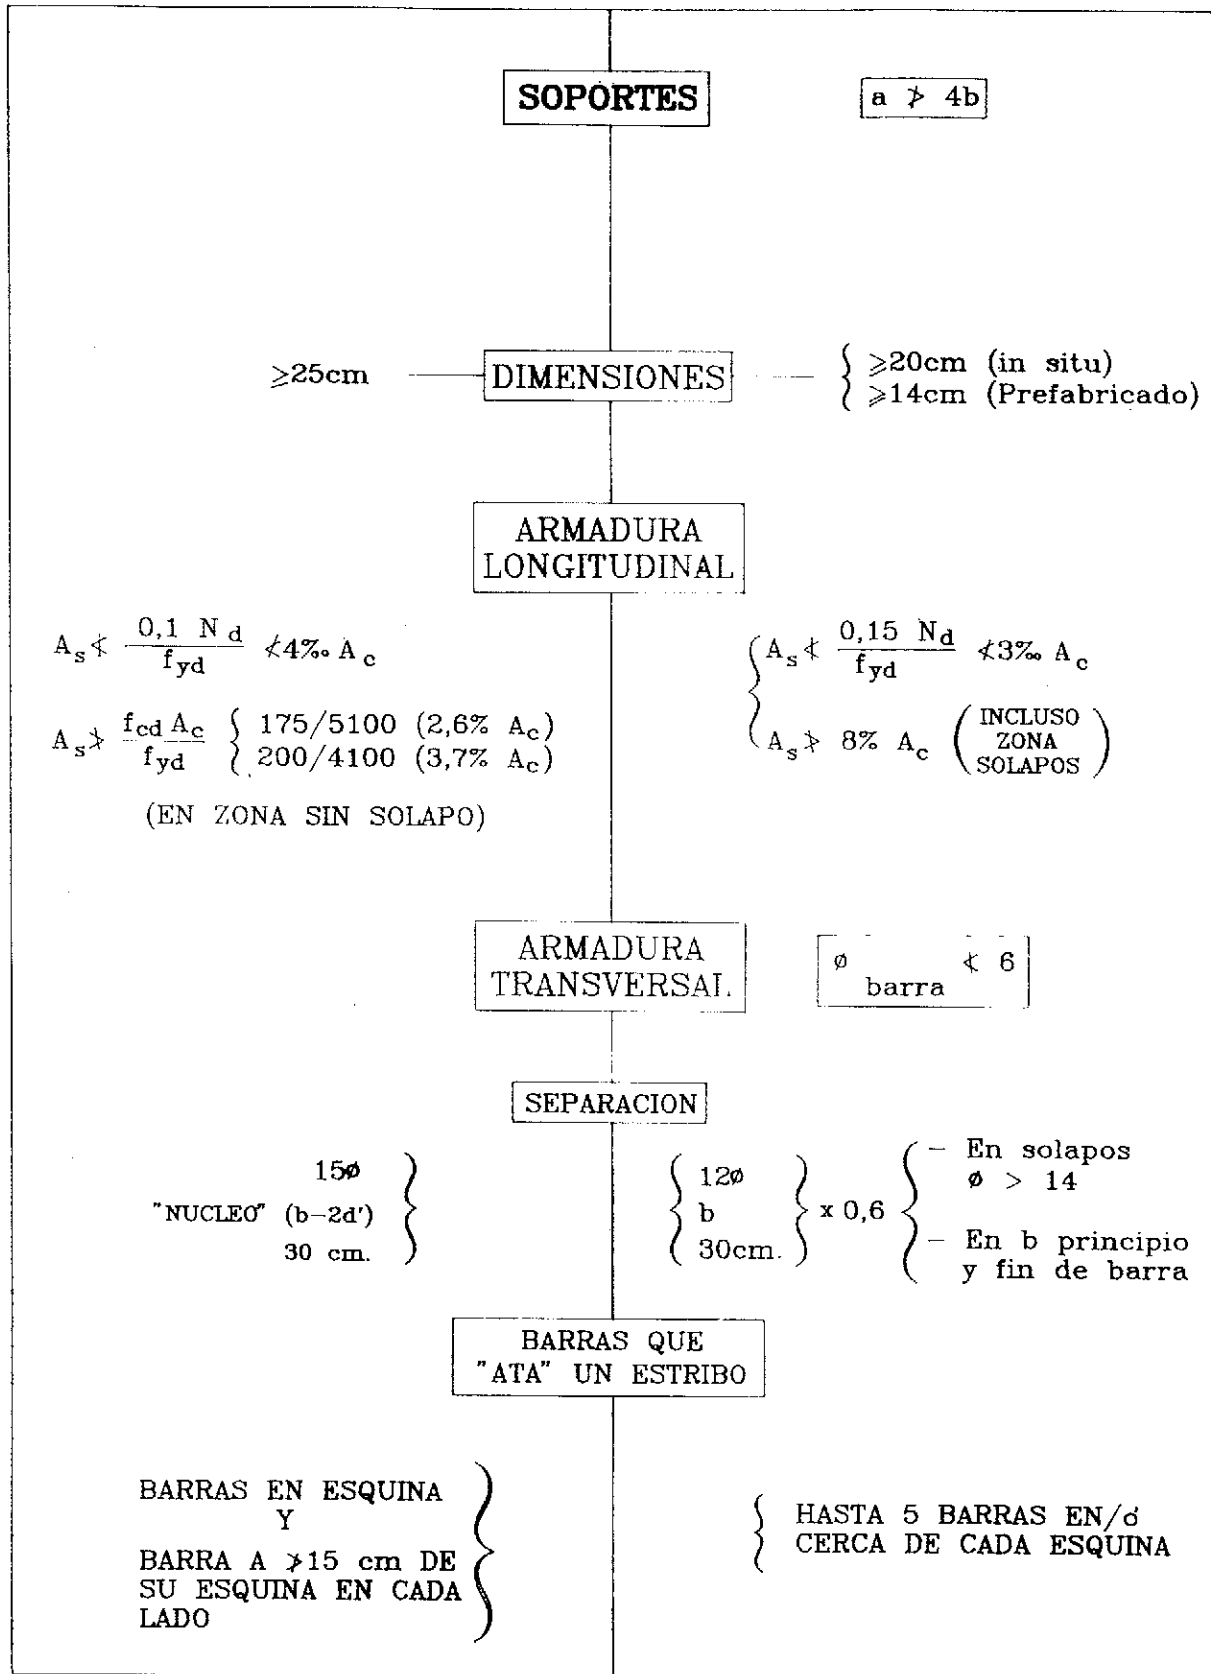 SOPORTES
a ≯ 4b
≥25cm
DIMENSIONES
≥20cm (in situ)
≥14cm (Prefabricado)
ARMADURA
LONGITUDINAL
A_s ≮ 0,1 N_d / f_yd ≮4‰ A_c
A_s ≯ f_cd A_c / f_yd
175/5100 (2,6% A_c)
200/4100 (3,7% A_c)
(EN ZONA SIN SOLAPO)
A_s ≮ 0,15 N_d / f_yd ≮3‰ A_c
A_s ≯ 8% A_c
INCLUSO
ZONA
SOLAPOS
ARMADURA
TRANSVERSAL
ø barra ≮ 6
SEPARACION
15ø
"NUCLEO" (b-2d')
30 cm.
12ø
b
30cm.
x 0,6
- En solapos
ø > 14
- En b principio
y fin de barra
BARRAS QUE
"ATA" UN ESTRIBO
BARRAS EN ESQUINA
Y
BARRA A ≯15 cm DE
SU ESQUINA EN CADA
LADO
HASTA 5 BARRAS EN/ó
CERCA DE CADA ESQUINA